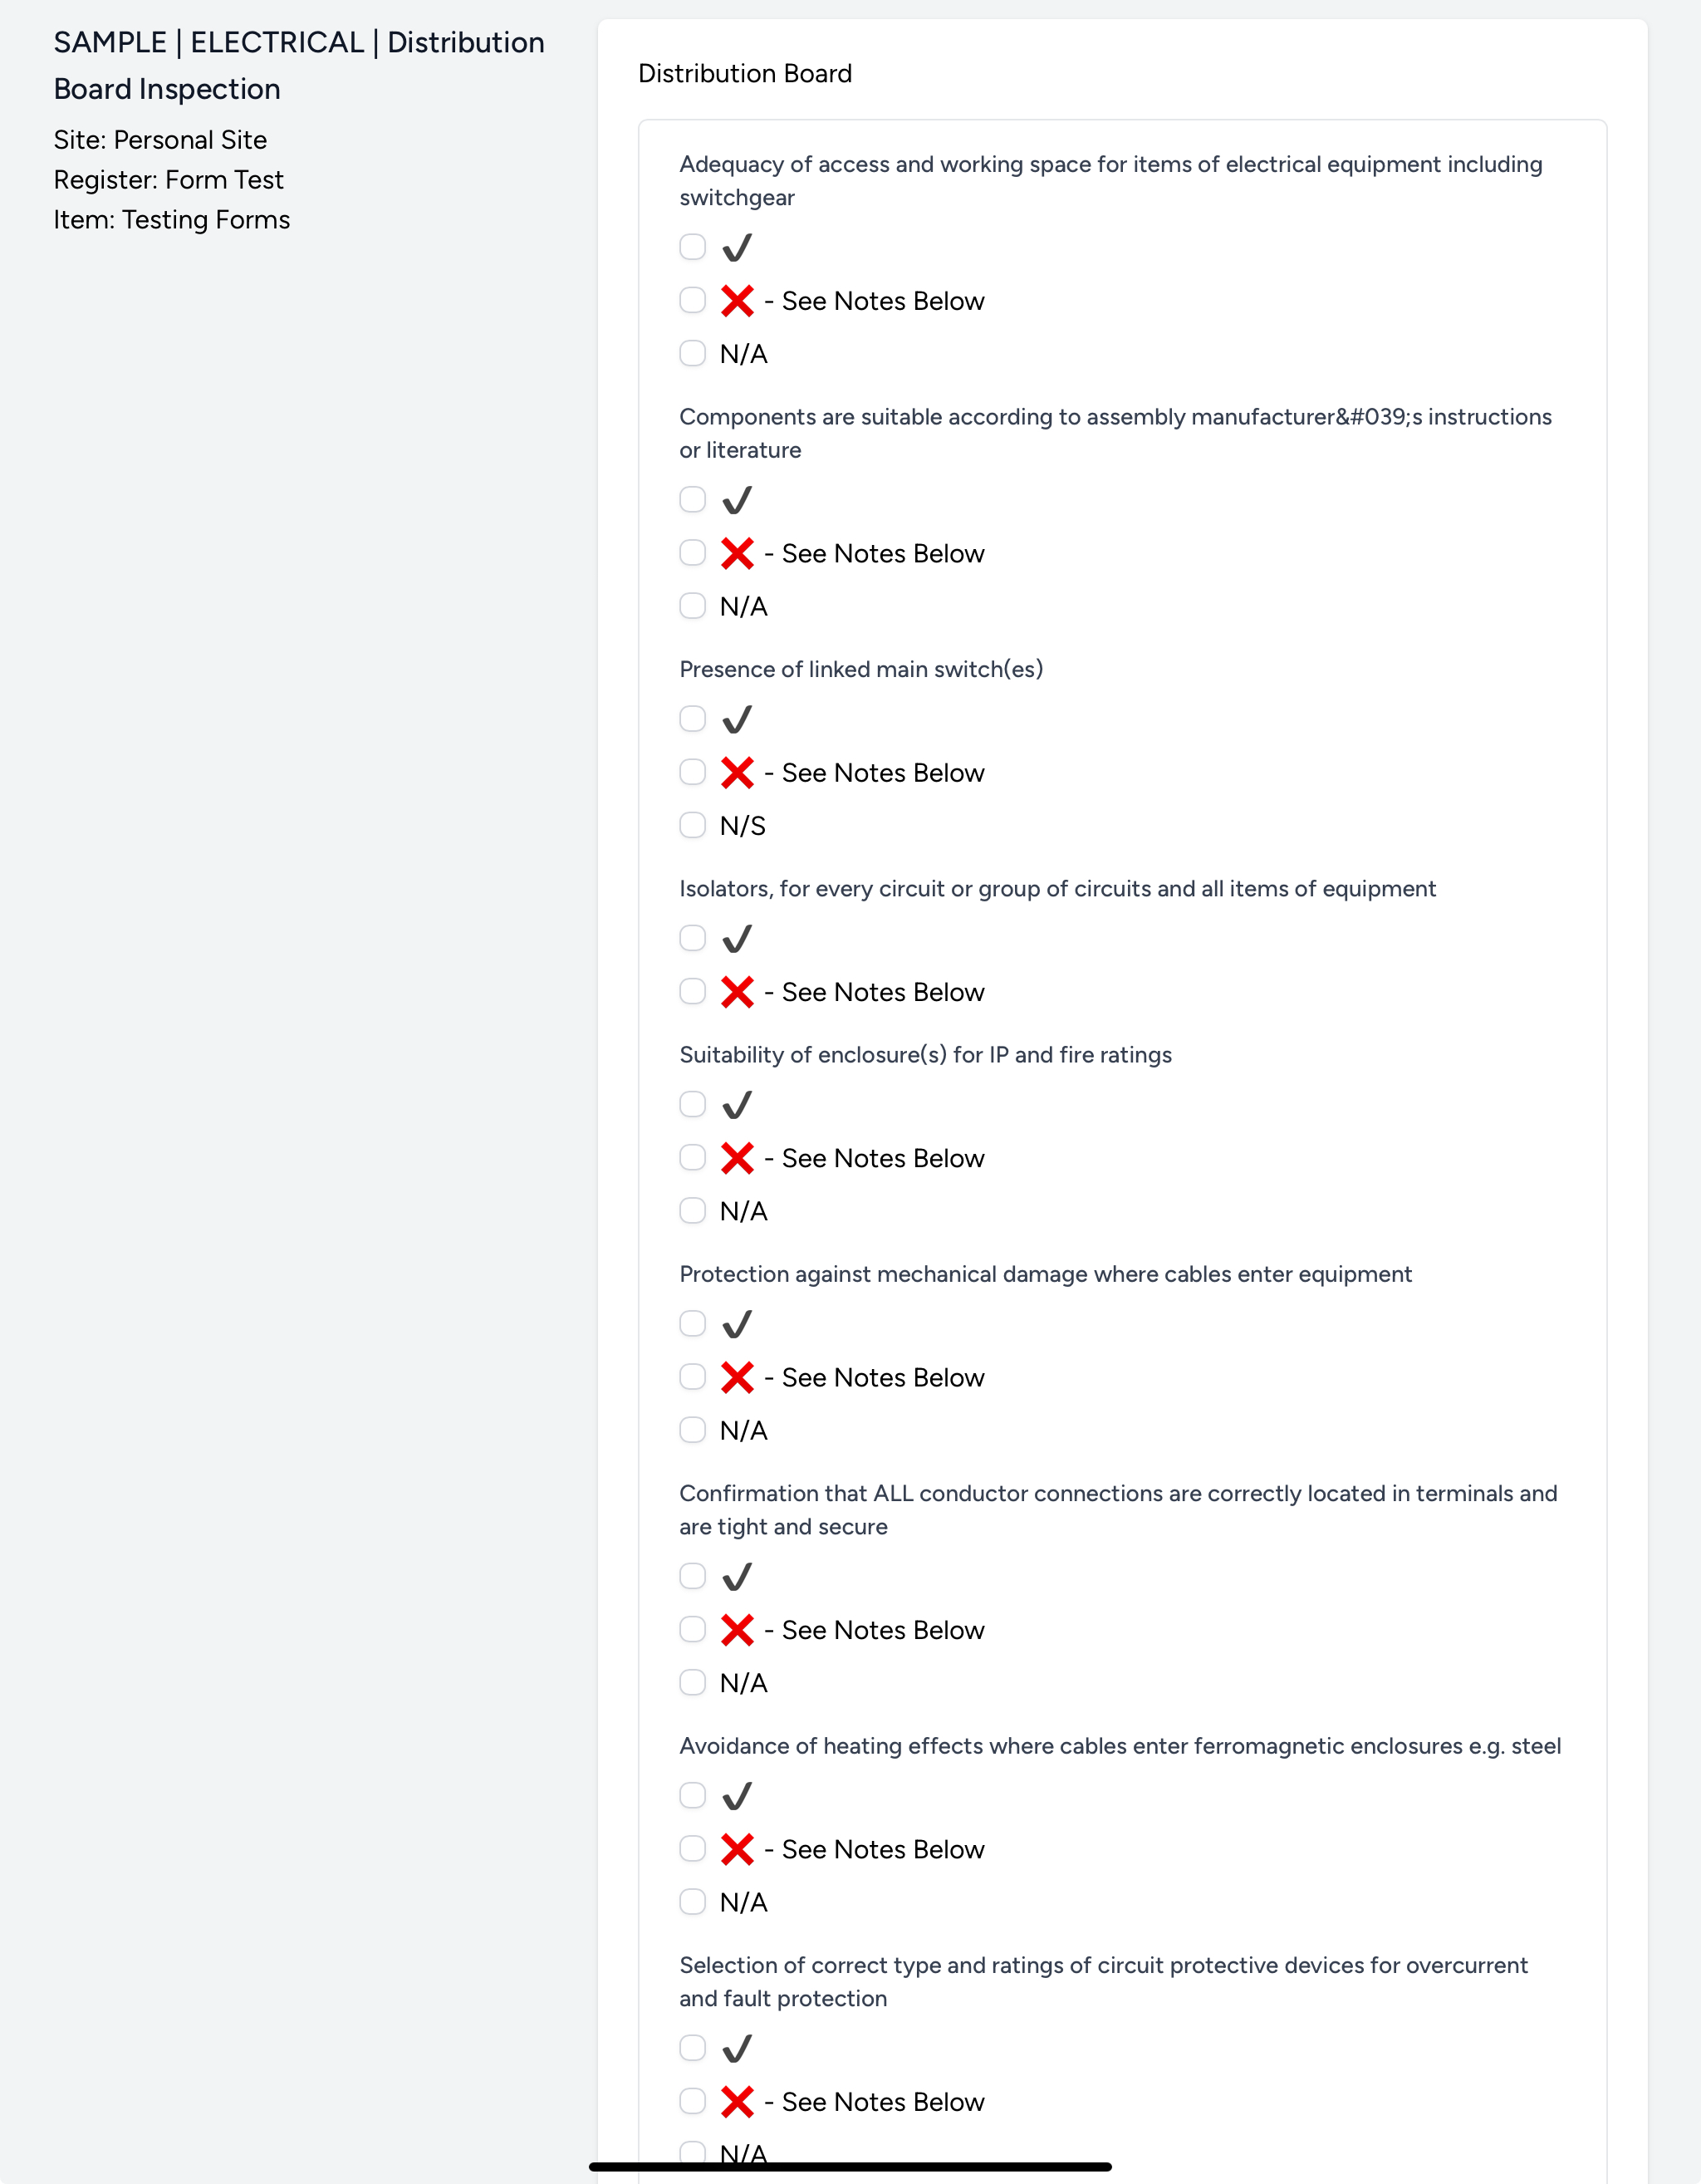 SAMPLE | ELECTRICAL | Distribution
Board Inspection
Site: Personal Site
Register: Form Test
Item: Testing Forms
Distribution Board
Adequacy of access and working space for items of electrical equipment including
switchgear
✔
❌ - See Notes Below
N/A
Components are suitable according to assembly manufacturer&#039;s instructions
or literature
✔
❌ - See Notes Below
N/A
Presence of linked main switch(es)
✔
❌ - See Notes Below
N/S
Isolators, for every circuit or group of circuits and all items of equipment
✔
❌ - See Notes Below
Suitability of enclosure(s) for IP and fire ratings
✔
❌ - See Notes Below
N/A
Protection against mechanical damage where cables enter equipment
✔
❌ - See Notes Below
N/A
Confirmation that ALL conductor connections are correctly located in terminals and
are tight and secure
✔
❌ - See Notes Below
N/A
Avoidance of heating effects where cables enter ferromagnetic enclosures e.g. steel
✔
❌ - See Notes Below
N/A
Selection of correct type and ratings of circuit protective devices for overcurrent
and fault protection
✔
❌ - See Notes Below
N/A